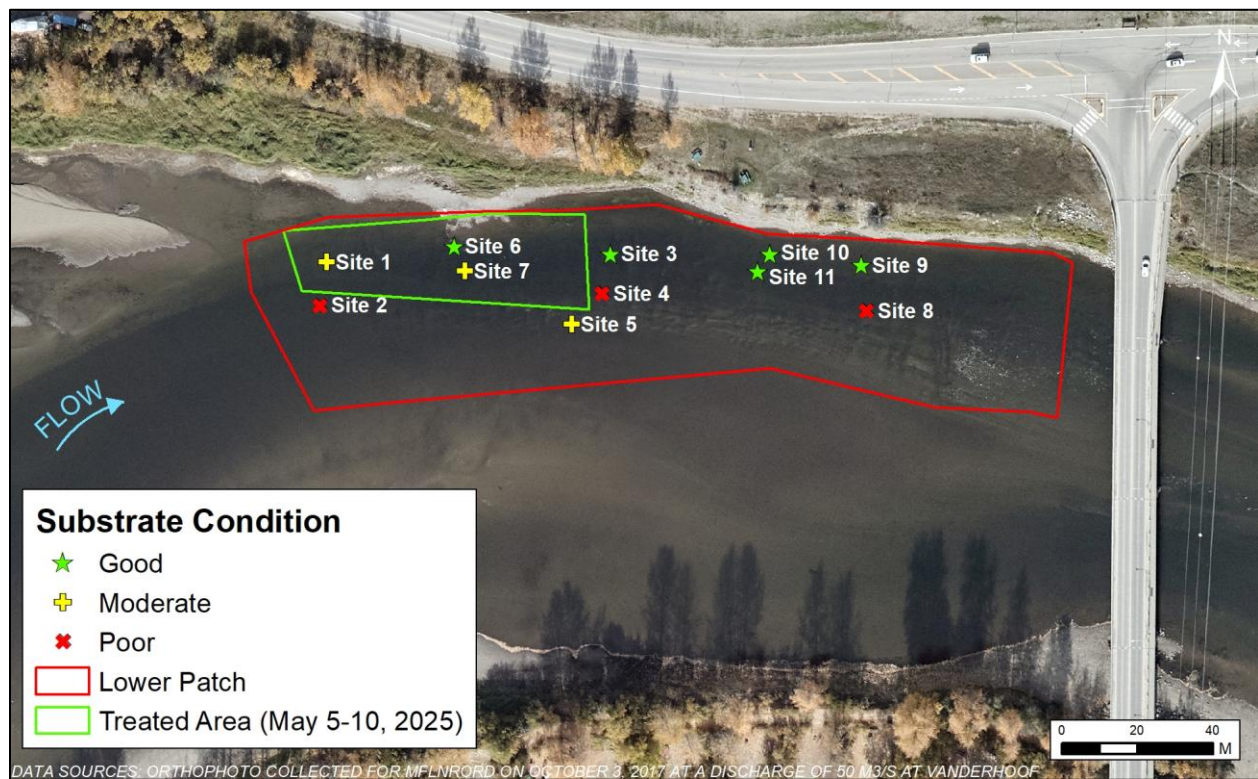 N
Site 6
Site 3
Site 10
Site 1
Site 7
Site 11
Site 9
Site 2
Site 4
Site 8
Site 5
FLOW
Substrate Condition
Good
Moderate
Poor
Lower Patch
Treated Area (May 5-10, 2025)
0 20 40
M
DATA SOURCES: ORTHOPHOTO COLLECTED FOR MFLNRORD ON OCTOBER 3, 2017 AT A DISCHARGE OF 50 M3/S AT VANDERHOOF